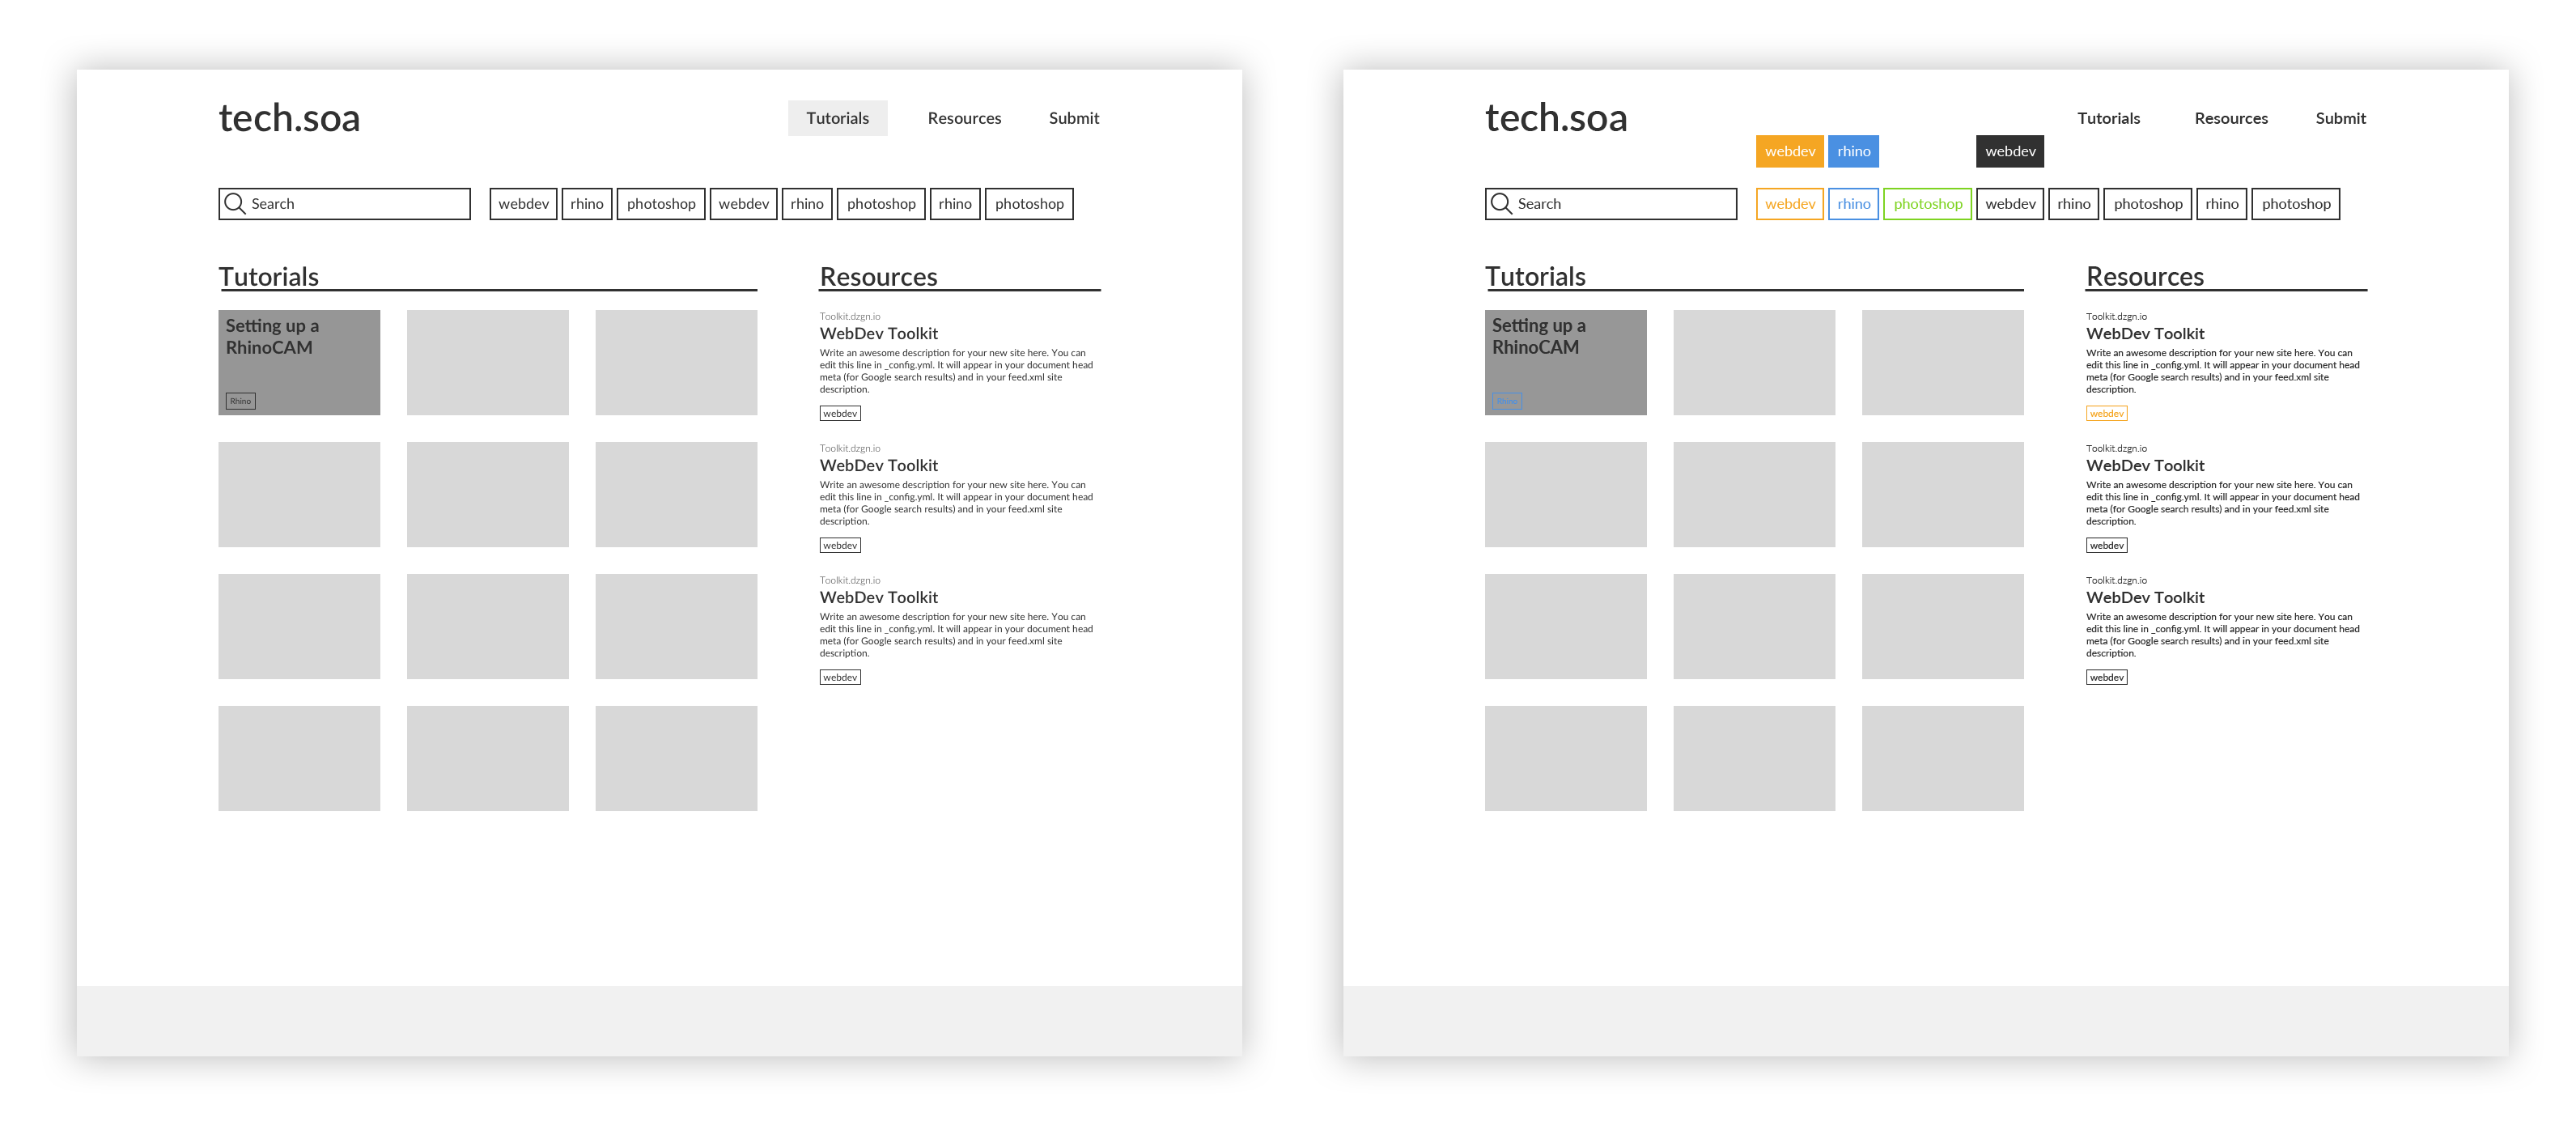 tech.soa
Tutorials Resources Submit
Search
webdev rhino photoshop webdev rhino photoshop rhino photoshop
Tutorials
Setting up a
RhinoCAM
Rhino
Resources
Toolkit.dzgn.io
WebDev Toolkit
Write an awesome description for your new site here. You can
edit this line in _config.yml. It will appear in your document head
meta (for Google search results) and in your feed.xml site
description.
webdev
Toolkit.dzgn.io
WebDev Toolkit
Write an awesome description for your new site here. You can
edit this line in _config.yml. It will appear in your document head
meta (for Google search results) and in your feed.xml site
description.
webdev
Toolkit.dzgn.io
WebDev Toolkit
Write an awesome description for your new site here. You can
edit this line in _config.yml. It will appear in your document head
meta (for Google search results) and in your feed.xml site
description.
webdev
tech.soa
Tutorials Resources Submit
webdev rhino webdev
Search
webdev rhino photoshop webdev rhino photoshop rhino photoshop
Tutorials
Setting up a
RhinoCAM
Rhino
Resources
Toolkit.dzgn.io
WebDev Toolkit
Write an awesome description for your new site here. You can
edit this line in _config.yml. It will appear in your document head
meta (for Google search results) and in your feed.xml site
description.
webdev
Toolkit.dzgn.io
WebDev Toolkit
Write an awesome description for your new site here. You can
edit this line in _config.yml. It will appear in your document head
meta (for Google search results) and in your feed.xml site
description.
webdev
Toolkit.dzgn.io
WebDev Toolkit
Write an awesome description for your new site here. You can
edit this line in _config.yml. It will appear in your document head
meta (for Google search results) and in your feed.xml site
description.
webdev